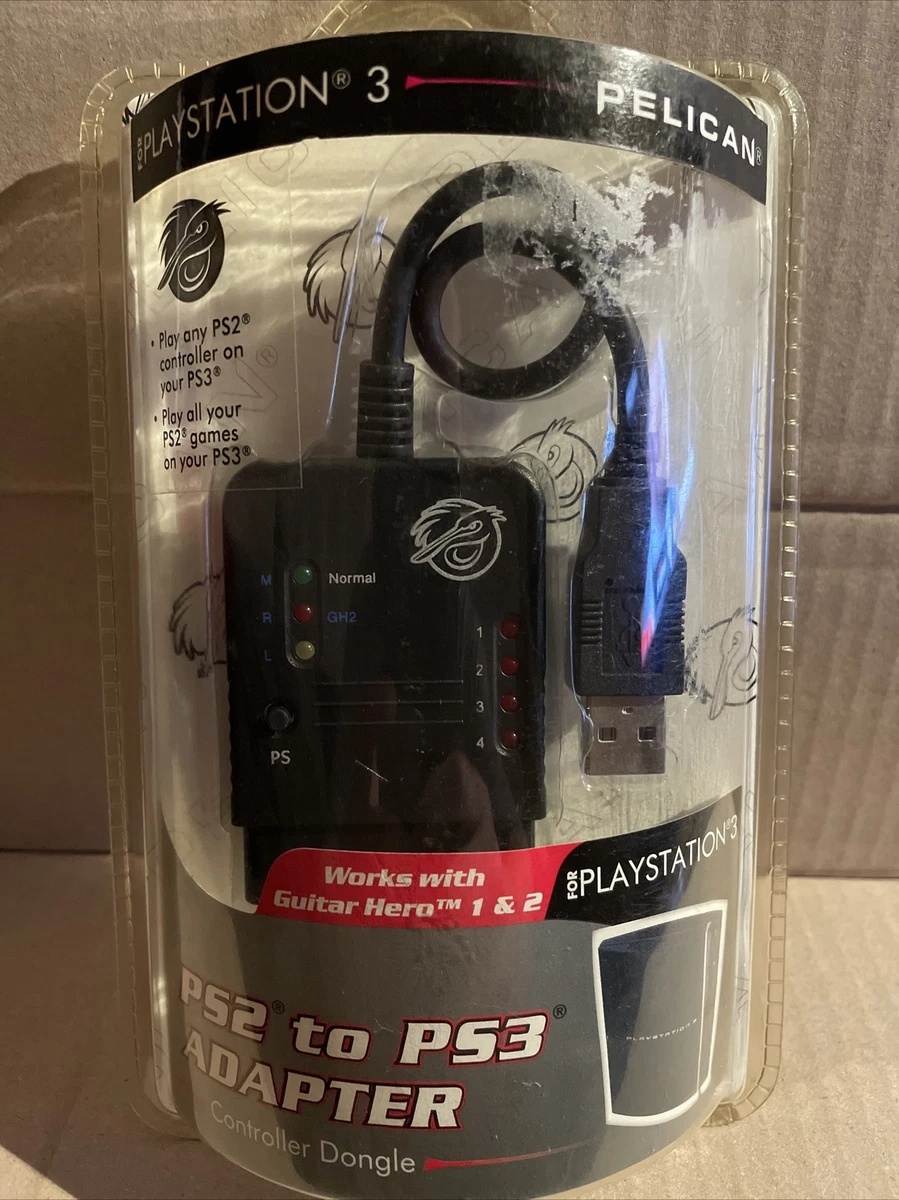 FOR PLAYSTATION® 3
PELICAN®
• Play any PS2®
controller on
your PS3®
• Play all your
PS2® games
on your PS3®
M Normal
R GH2
L
1
2
3
4
PS
Works with
Guitar Hero™ 1 & 2
FOR PLAYSTATION®3
PLAYSTATION 3
PS2® to PS3®
ADAPTER
Controller Dongle